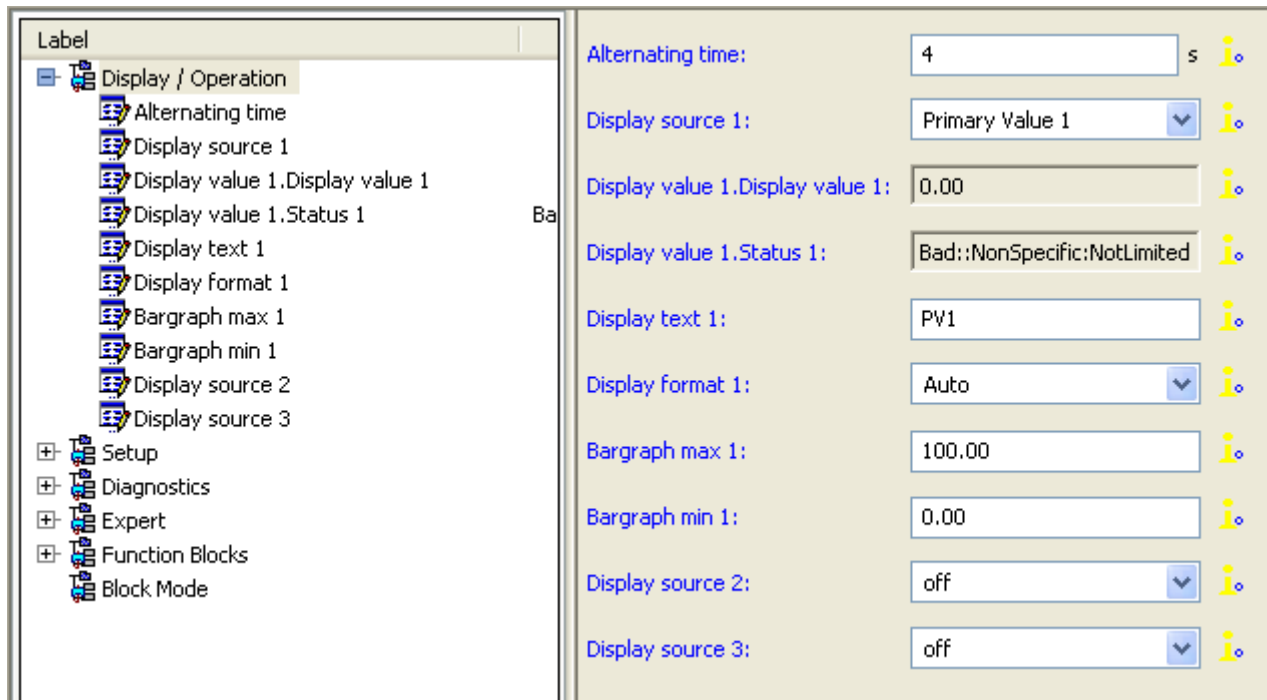 Label
Display / Operation
Alternating time
Display source 1
Display value 1.Display value 1
Display value 1.Status 1 Ba
Display text 1
Display format 1
Bargraph max 1
Bargraph min 1
Display source 2
Display source 3
Setup
Diagnostics
Expert
Function Blocks
Block Mode
Alternating time: 4 s
Display source 1: Primary Value 1
Display value 1.Display value 1: 0.00
Display value 1.Status 1: Bad::NonSpecific:NotLimited
Display text 1: PV1
Display format 1: Auto
Bargraph max 1: 100.00
Bargraph min 1: 0.00
Display source 2: off
Display source 3: off